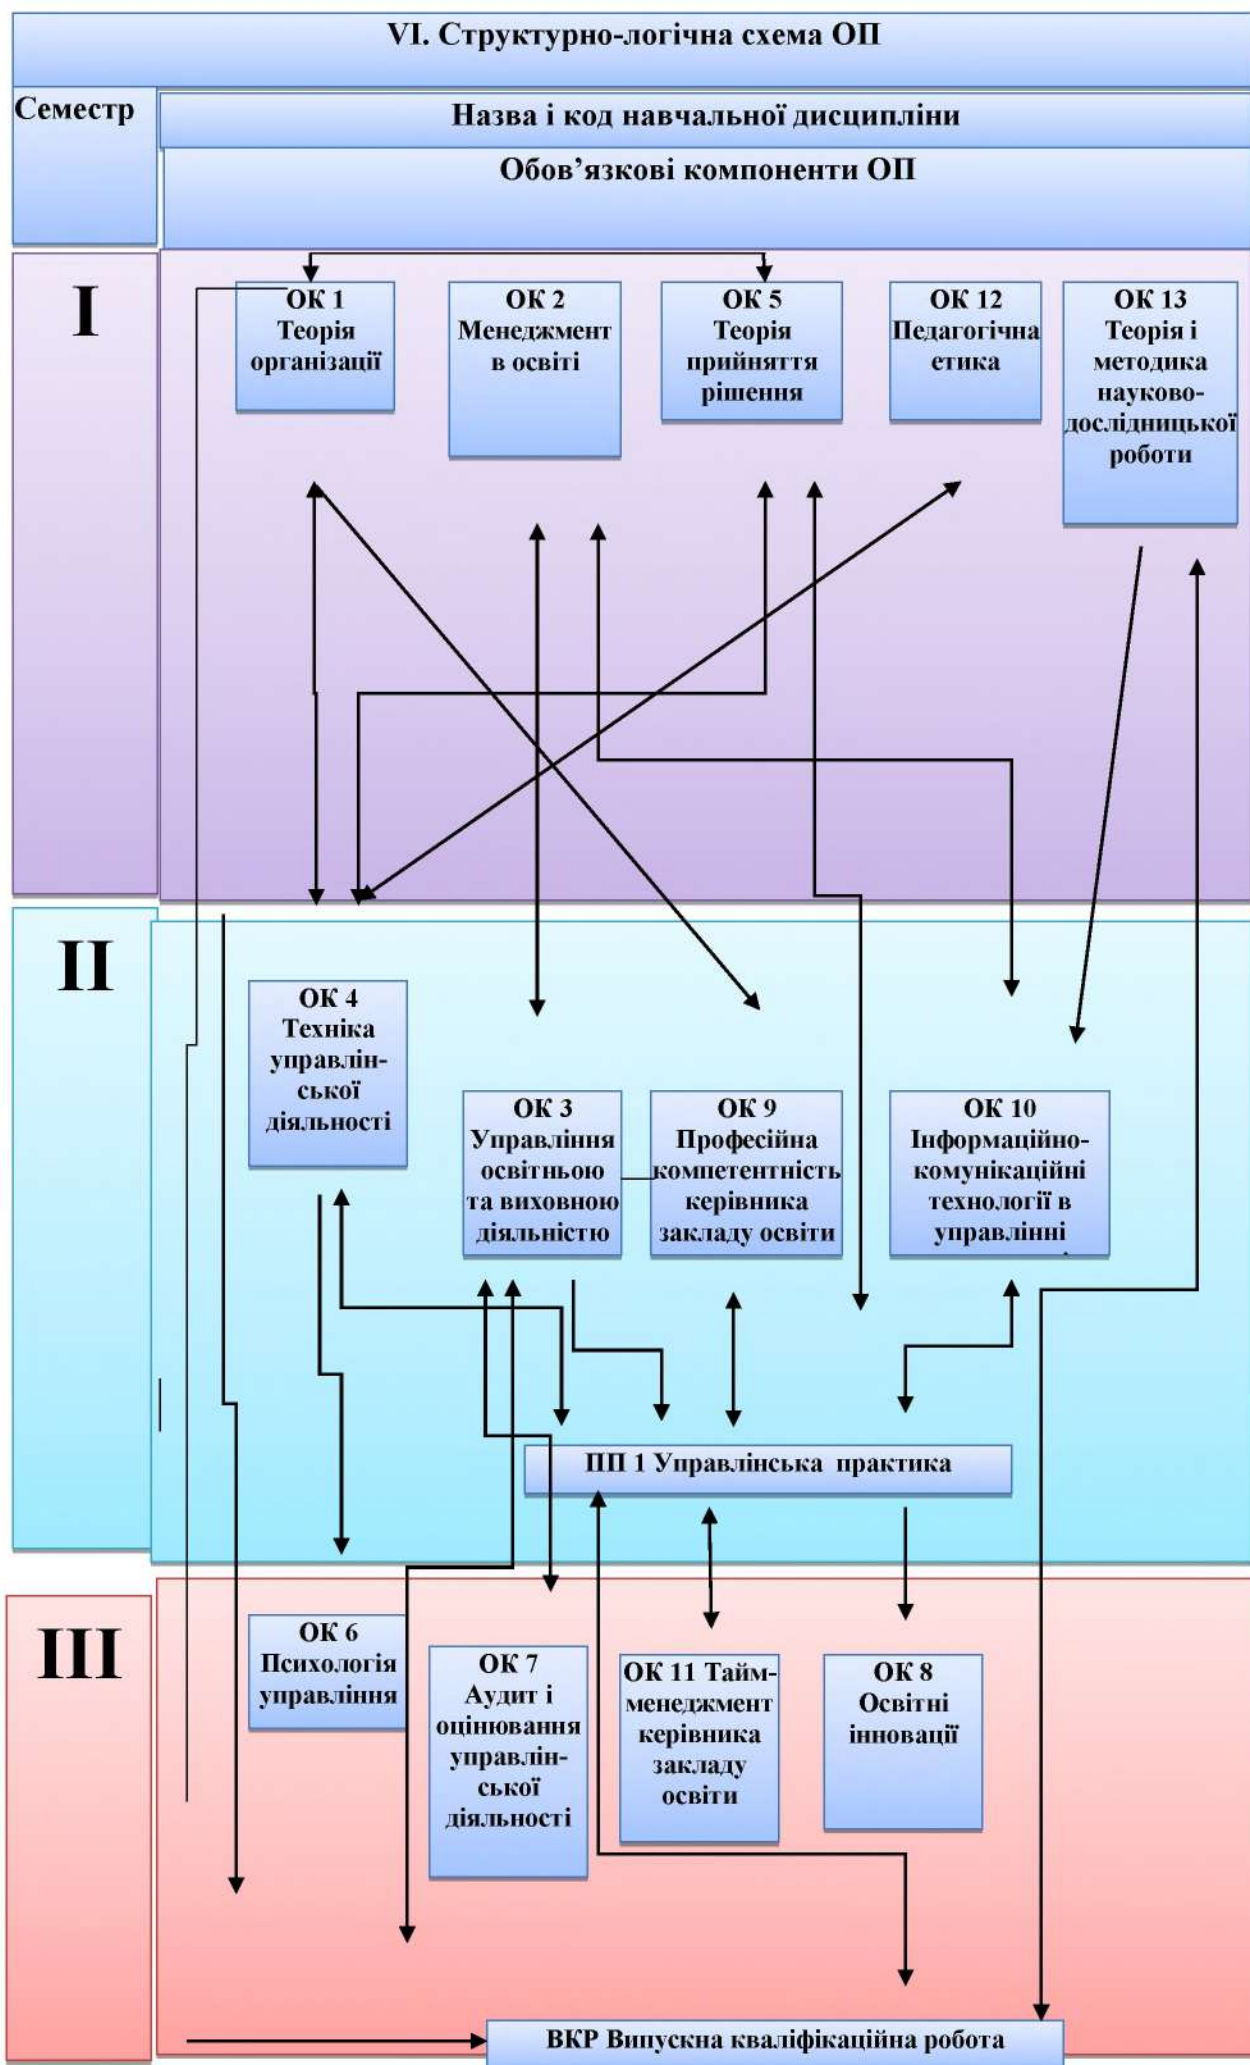 VI. Структурно-логічна схема ОП
Семестр
Назва і код навчальної дисципліни
Обов’язкові компоненти ОП
I
ОК 1
Теорія
організації
ОК 2
Менеджмент
в освіті
ОК 5
Теорія
прийняття
рішення
ОК 12
Педагогічна
етика
ОК 13
Теорія і
методика
науково-
дослідницької
роботи
II
ОК 4
Техніка
управлін-
ської
діяльності
ОК 3
Управління
освітньою
та виховною
діяльністю
ОК 9
Професійна
компетентність
керівника
закладу освіти
ОК 10
Інформаційно-
комунікаційні
технології в
управлінні
ПП 1 Управлінська практика
III
ОК 6
Психологія
управління
ОК 7
Аудит і
оцінювання
управлін-
ської
діяльності
ОК 11 Тайм-
менеджмент
керівника
закладу
освіти
ОК 8
Освітні
інновації
ВКР Випускна кваліфікаційна робота